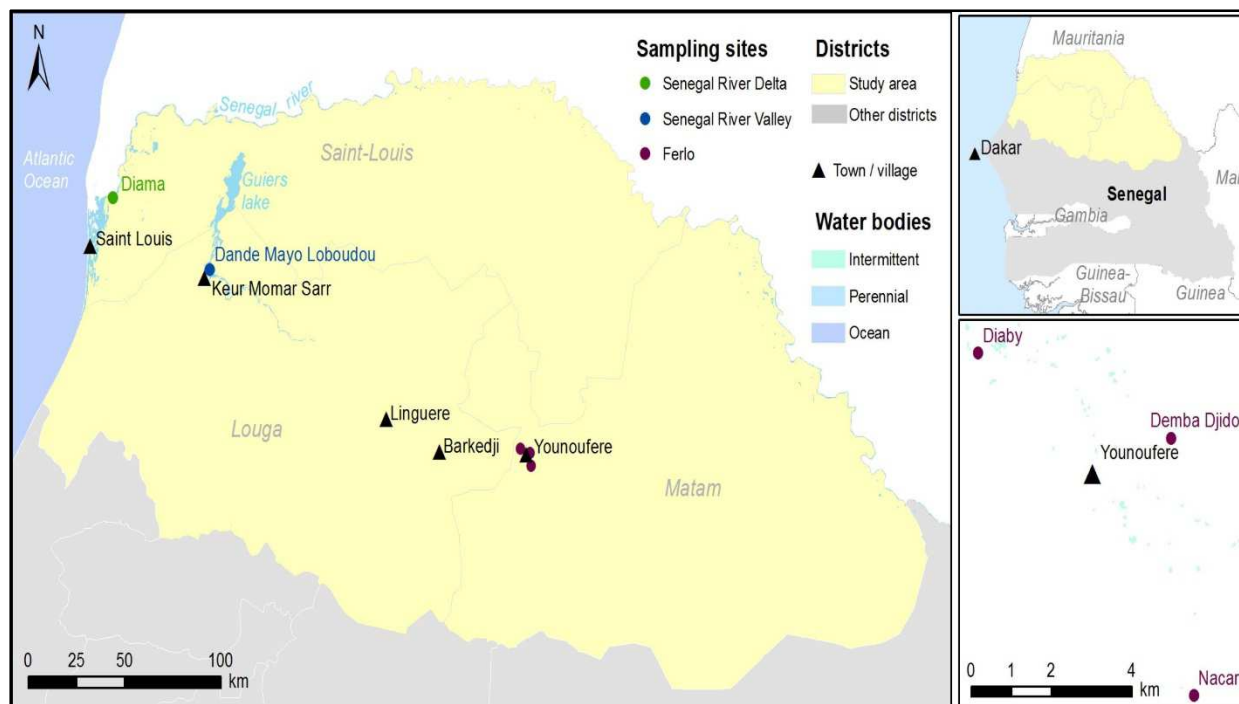 N
Sampling sites
Senegal River Delta
Senegal River Valley
Ferlo
Town / village
Districts
Study area
Other districts
Water bodies
Intermittent
Perennial
Ocean
Senegal river
Saint-Louis
Atlantic
Ocean
Guiers
lake
Diama
Saint Louis
Dande Mayo Loboudou
Keur Momar Sarr
Linguere
Louga
Barkedji
Younoufere
Matam
0 25 50 100
km
Mauritania
Dakar
Senegal
Mal
Gambia
Guinea-
Bissau
Guinea
Diaby
Demba Djido
Younoufere
0 1 2 4
km
Nacar